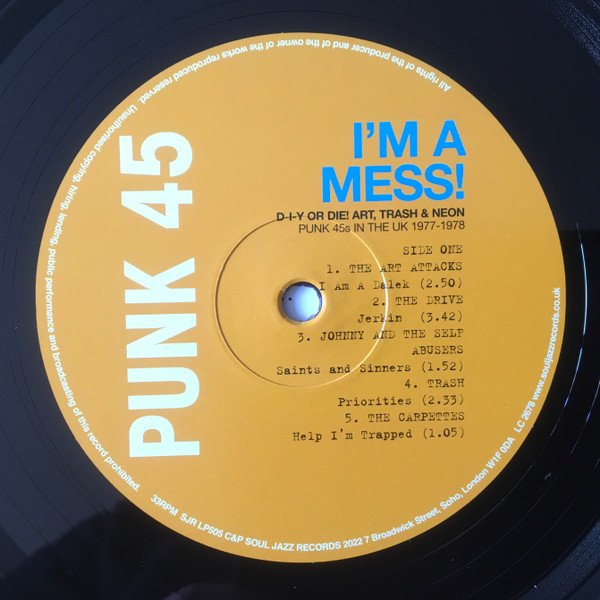 PUNK 45
I'M A
MESS!
D-I-Y OR DIE! ART, TRASH & NEON
PUNK 45s IN THE UK 1977-1978
SIDE ONE
1. THE ART ATTACKS
I Am A Dalek (2.50)
2. THE DRIVE
Jerkin (3.42)
3. JOHNNY AND THE SELF
ABUSERS
Saints and Sinners (1.52)
4. TRASH
Priorities (2.33)
5. THE CARPETTES
Help I'm Trapped (1.05)
All rights of the producer and of the owner of the works reproduced reserved. Unauthorised copying, hiring, lending, public performance and broadcasting of this record prohibited.
33RPM SJR LP505 C&P SOUL JAZZ RECORDS 2022 7 Broadwick Street, Soho, London W1F 0DA LC 2678 www.souljazzrecords.co.uk